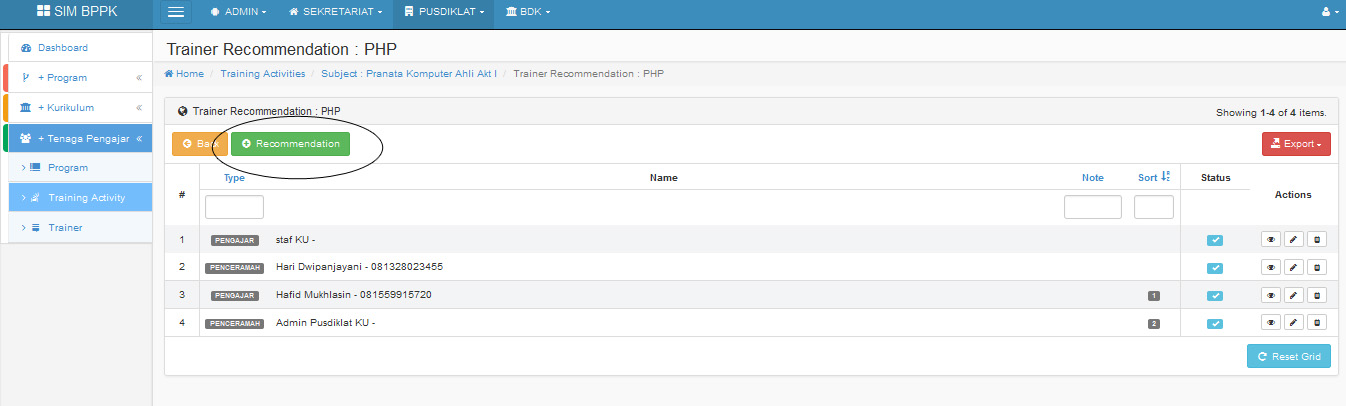 SIM BPPK ADMIN SEKRETARIAT PUSDIKLAT BDK
Trainer Recommendation : PHP
Home / Training Activities / Subject : Pranata Komputer Ahli Akt I / Trainer Recommendation : PHP
Dashboard
+ Program «
+ Kurikulum «
+ Tenaga Pengajar «
> Program
> Training Activity
> Trainer
Trainer Recommendation : PHP Showing 1-4 of 4 items.
Back Recommendation Export
# Type Name Note Sort Status Actions
1 PENGAJAR staf KU -
2 PENCERAMAH Hari Dwipanjayani - 081328023455
3 PENGAJAR Hafid Mukhlasin - 081559915720 1
4 PENCERAMAH Admin Pusdiklat KU - 2
Reset Grid